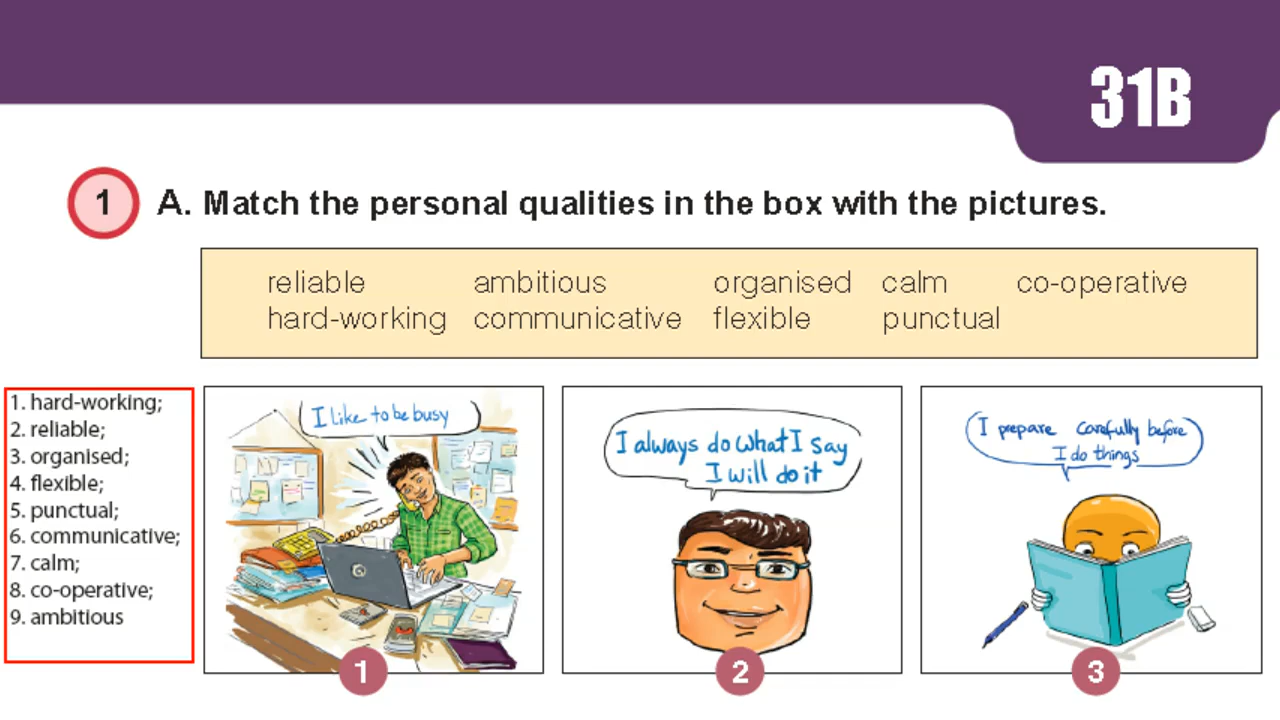 31B
1 A. Match the personal qualities in the box with the pictures.
reliable ambitious organised calm co-operative
hard-working communicative flexible punctual
1. hard-working;
2. reliable;
3. organised;
4. flexible;
5. punctual;
6. communicative;
7. calm;
8. co-operative;
9. ambitious
I like to be busy
1
I always do what I say
I will do it
2
I prepare carefully before
I do things
3